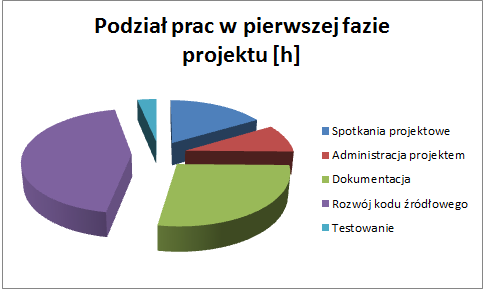 Podział prac w pierwszej fazie
projektu [h]
Spotkania projektowe
Administracja projektem
Dokumentacja
Rozwój kodu źródłowego
Testowanie